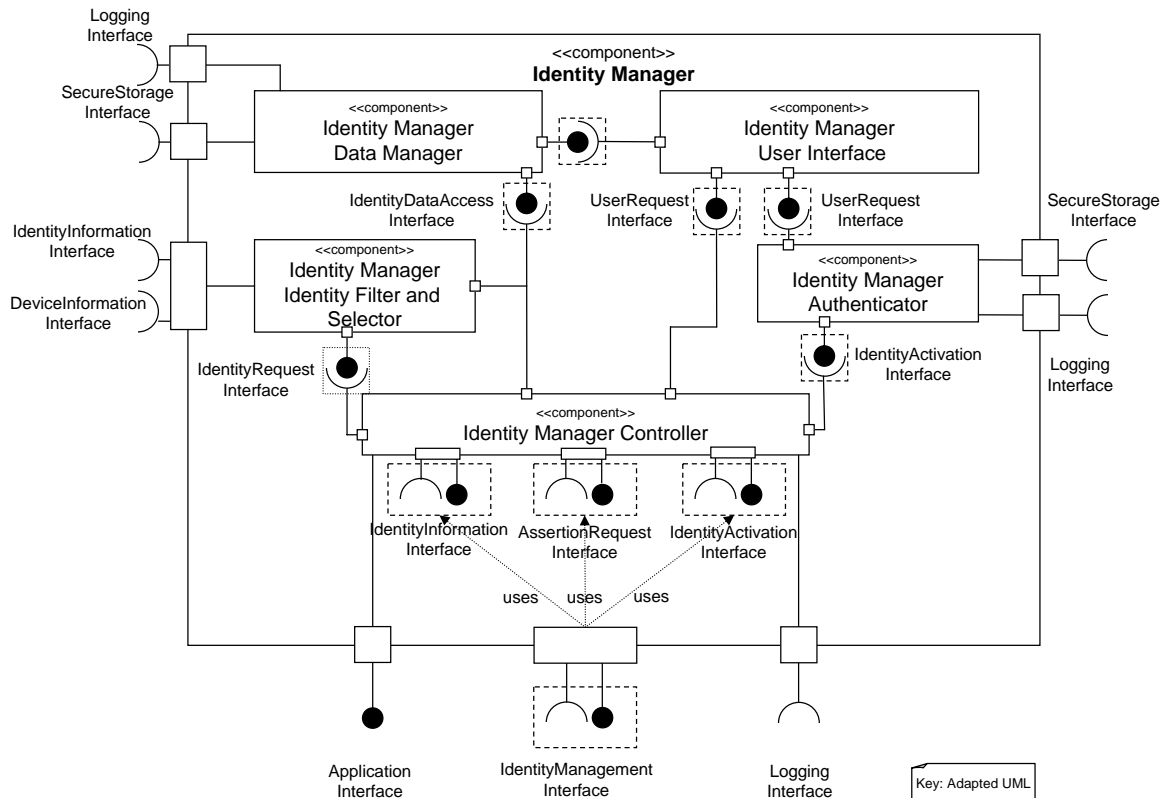 Logging
Interface
<<component>>
Identity Manager
SecureStorage
Interface
<<component>>
Identity Manager
Data Manager
<<component>>
Identity Manager
User Interface
IdentityDataAccess
Interface
UserRequest
Interface
UserRequest
Interface
SecureStorage
Interface
IdentityInformation
Interface
DeviceInformation
Interface
<<component>>
Identity Manager
Identity Filter and
Selector
<<component>>
Identity Manager
Authenticator
IdentityRequest
Interface
IdentityActivation
Interface
Logging
Interface
<<component>>
Identity Manager Controller
IdentityInformation
Interface
AssertionRequest
Interface
IdentityActivation
Interface
uses
uses
uses
Application
Interface
IdentityManagement
Interface
Logging
Interface
Key: Adapted UML